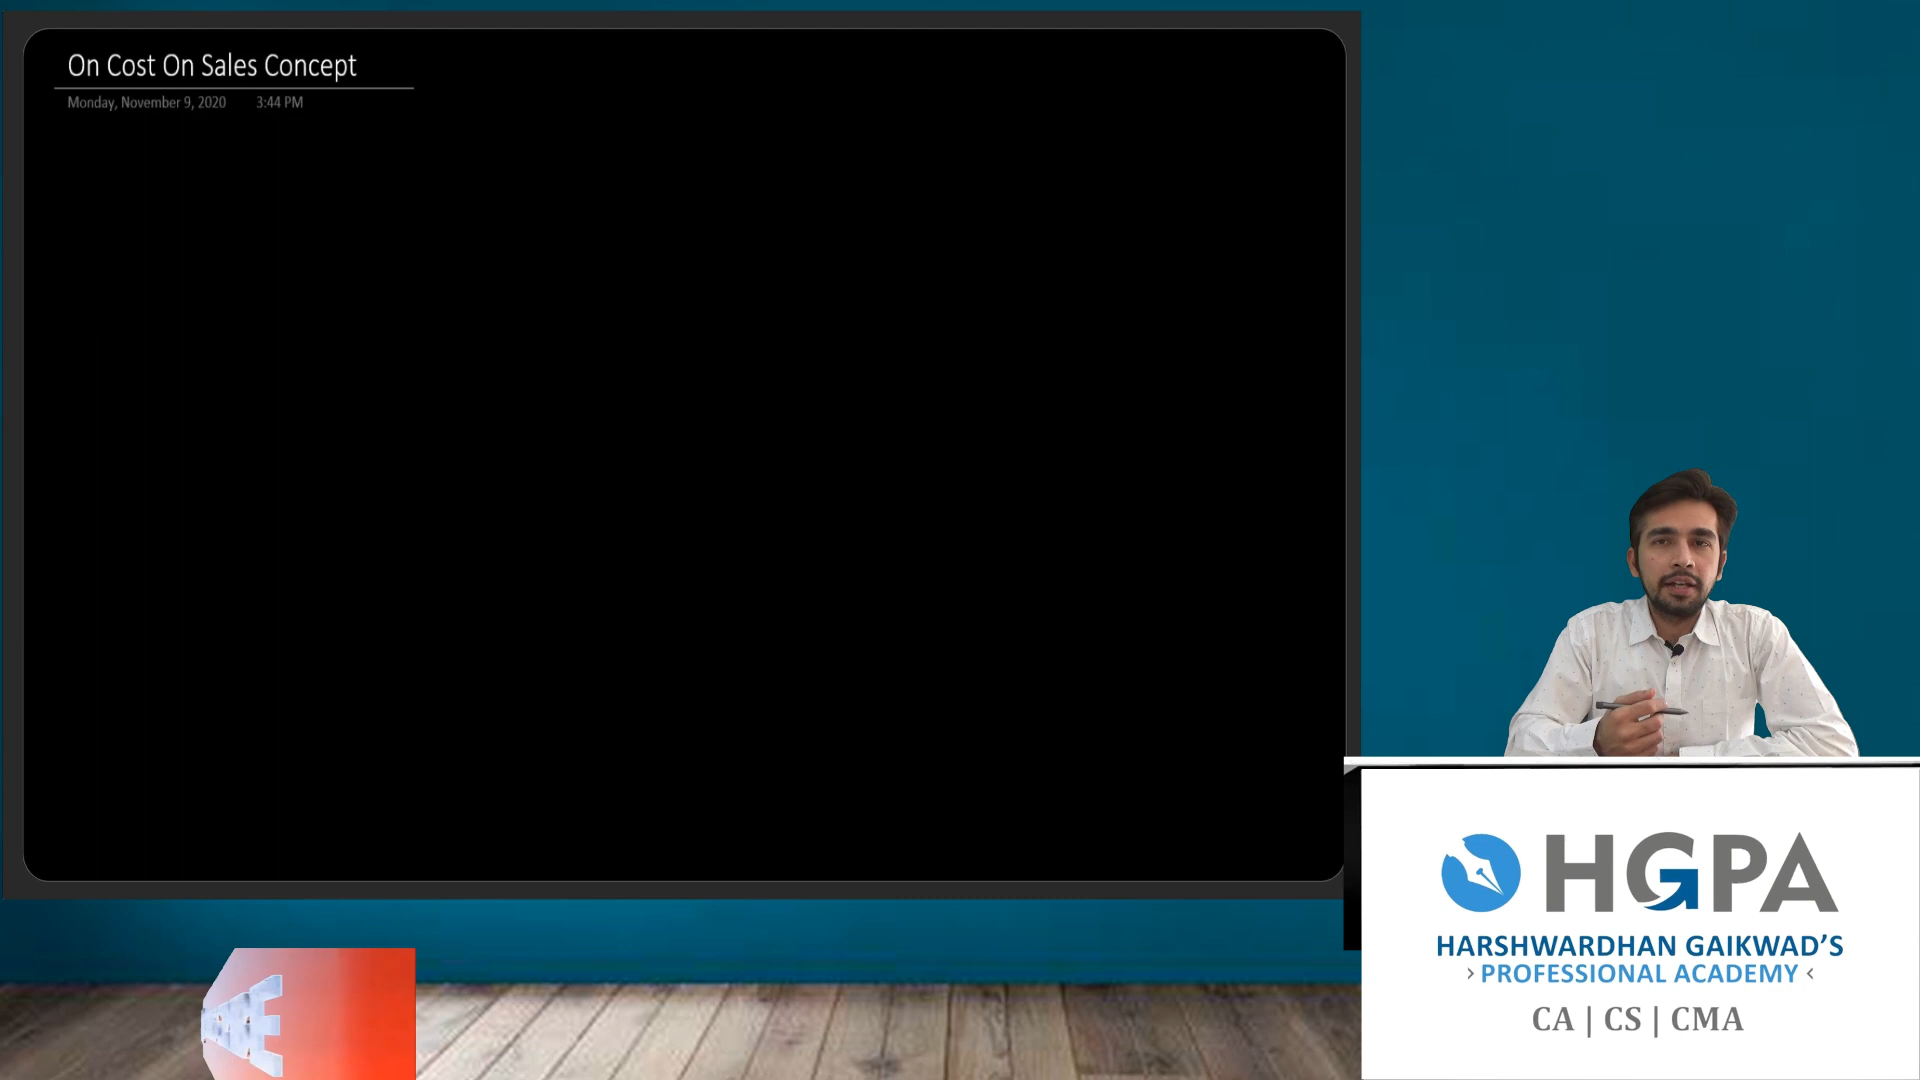 On Cost On Sales Concept
Monday, November 9, 2020 3:44 PM
HGPA
HARSHWARDHAN GAIKWAD'S
› PROFESSIONAL ACADEMY ‹
CA | CS | CMA